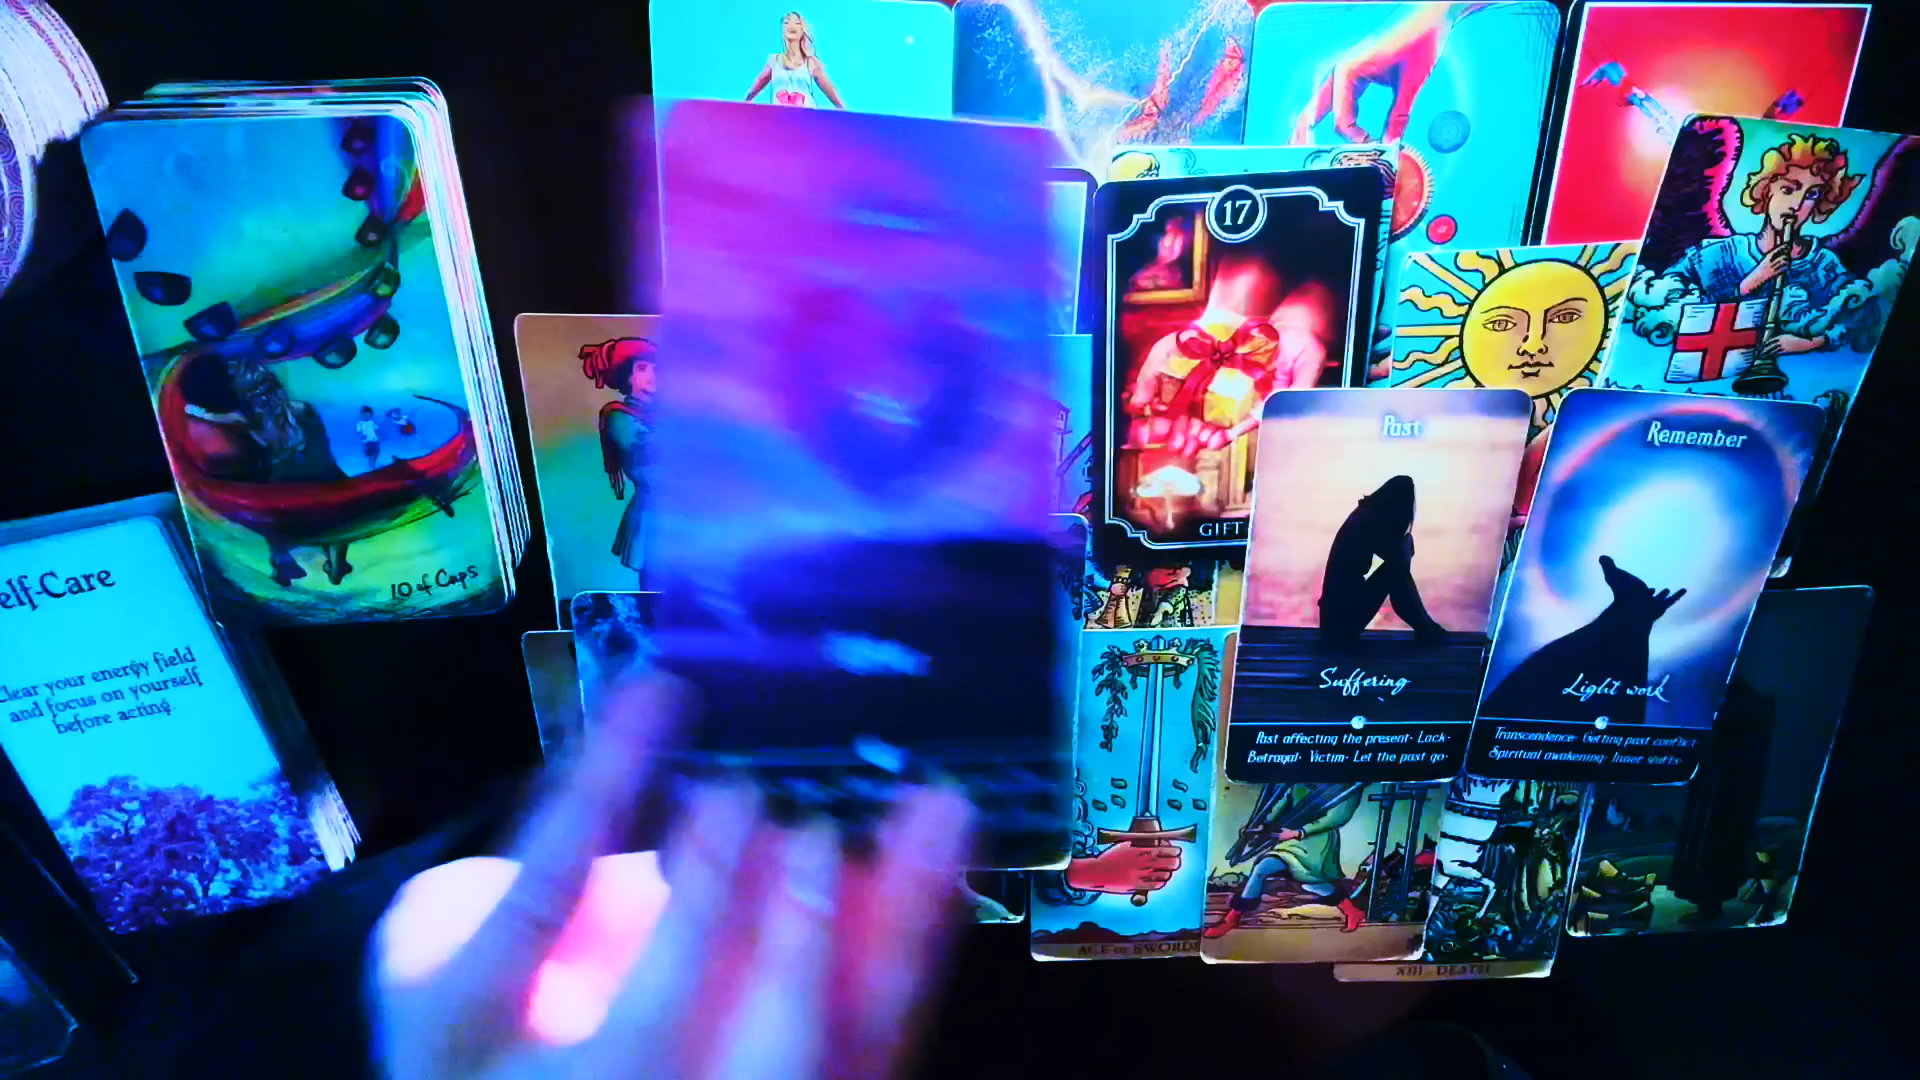 10 of Cups
elf-Care
Clear your energy field
and focus on yourself
before acting
17
GIFT
Past
Suffering
Past affecting the present· Lack·
Betrayal· Victim· Let the past go·
Remember
Light work
Transcendence· Getting past conflict·
Spiritual awakening· Inner shifts·
ACE of SWORDS
XIII - DEATH